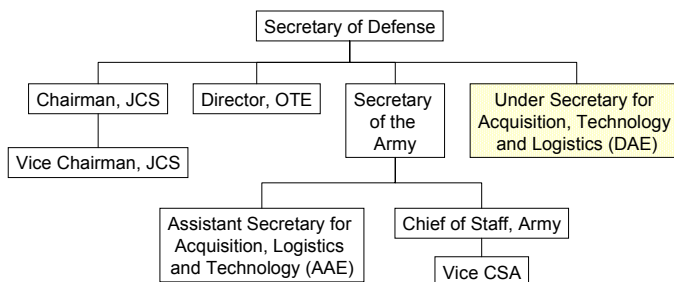 Secretary of Defense
Chairman, JCS
Director, OTE
Secretary
of the
Army
Under Secretary for
Acquisition, Technology
and Logistics (DAE)
Vice Chairman, JCS
Assistant Secretary for
Acquisition, Logistics
and Technology (AAE)
Chief of Staff, Army
Vice CSA